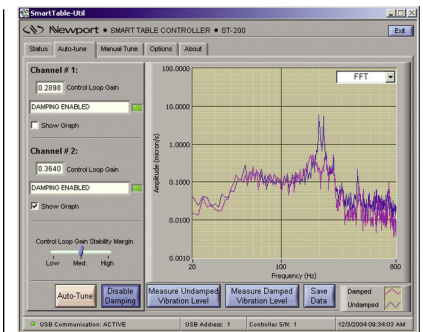 SmartTable-Util
Newport • SMART TABLE CONTROLLER • ST-200
Exit
Status Auto-tune Manual Tune Options About
Channel # 1:
0.2898 Control Loop Gain
DAMPING ENABLED
Show Graph
Channel # 2:
0.3640 Control Loop Gain
DAMPING ENABLED
Show Graph
Control Loop Gain Stability Margin
Low Med. High
Auto-Tune
Disable
Damping
FFT
100.0000
10.0000
1.0000
0.1000
0.0100
0.0010
Amplitude (micron/s)
20 100 800
Frequency (Hz)
Measure Undamped
Vibration Level
Measure Damped
Vibration Level
Save
Data
Damped
Undamped
USB Communication: ACTIVE
USB Address: 1
Controller S/N: 1
12/3/2004 09:34:03 AM